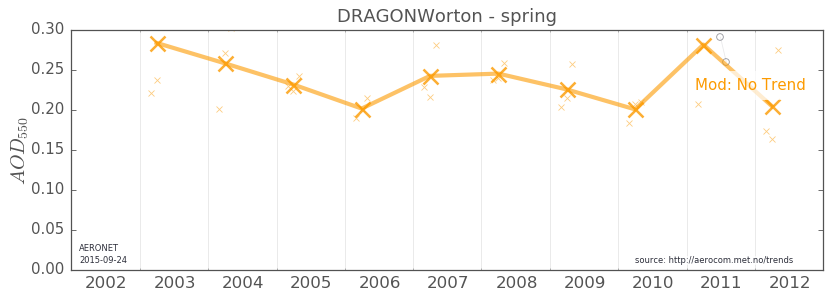 DRAGONWorton - spring
0.30
0.25
0.20
0.15
0.10
0.05
0.00
AOD550
Mod: No Trend
AERONET
2015-09-24
source: http://aerocom.met.no/trends
2002 2003 2004 2005 2006 2007 2008 2009 2010 2011 2012